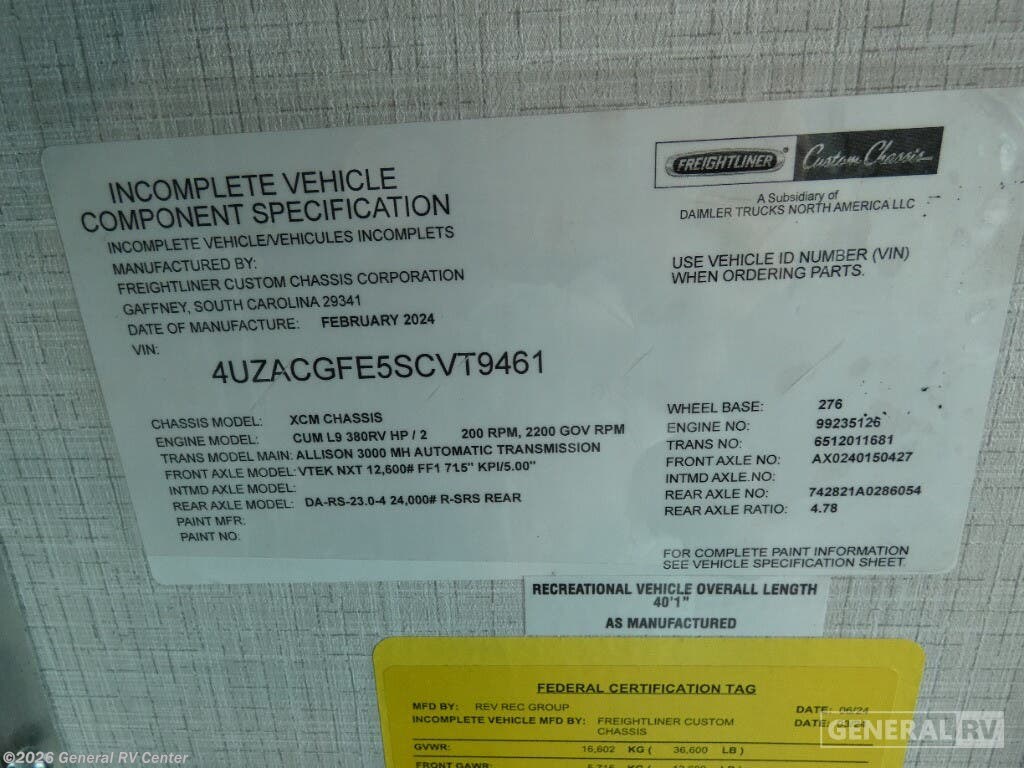 INCOMPLETE VEHICLE
COMPONENT SPECIFICATION
INCOMPLETE VEHICLE/VEHICULES INCOMPLETS
MANUFACTURED BY:
FREIGHTLINER CUSTOM CHASSIS CORPORATION
GAFFNEY, SOUTH CAROLINA 29341
DATE OF MANUFACTURE: FEBRUARY 2024
VIN:
4UZACGFE5SCVT9461
FREIGHTLINER Custom Chassis
A Subsidiary of
DAIMLER TRUCKS NORTH AMERICA LLC
USE VEHICLE ID NUMBER (VIN)
WHEN ORDERING PARTS.
CHASSIS MODEL: XCM CHASSIS
ENGINE MODEL: CUM L9 380RV HP / 2 200 RPM, 2200 GOV RPM
TRANS MODEL MAIN: ALLISON 3000 MH AUTOMATIC TRANSMISSION
FRONT AXLE MODEL: VTEK NXT 12,600# FF1 71.5" KPI/5.00"
INTMD AXLE MODEL:
REAR AXLE MODEL: DA-RS-23.0-4 24,000# R-SRS REAR
PAINT MFR:
PAINT NO:
WHEEL BASE: 276
ENGINE NO: 99235126
TRANS NO: 6512011681
FRONT AXLE NO: AX0240150427
INTMD AXLE.NO:
REAR AXLE NO: 742821A0286054
REAR AXLE RATIO: 4.78
FOR COMPLETE PAINT INFORMATION
SEE VEHICLE SPECIFICATION SHEET.
RECREATIONAL VEHICLE OVERALL LENGTH
40'1"
AS MANUFACTURED
FEDERAL CERTIFICATION TAG
MFD BY: REV REC GROUP DATE: 06/24
INCOMPLETE VEHICLE MFD BY: FREIGHTLINER CUSTOM DATE: 03/24
CHASSIS
GVWR: 16,602 KG ( 36,600 LB )
FRONT GAWR:
GENERAL RV
©2026 General RV Center